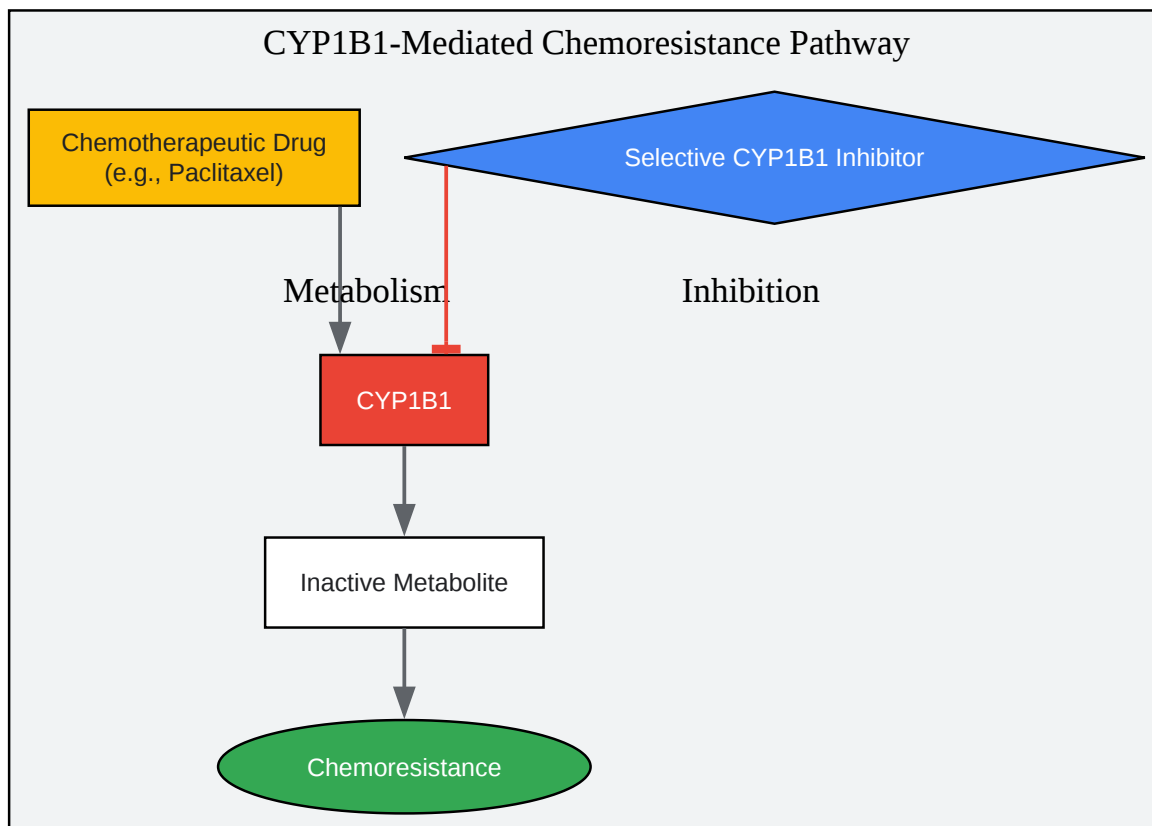 CYP1B1-Mediated Chemoresistance Pathway
Chemotherapeutic Drug
(e.g., Paclitaxel)
Selective CYP1B1 Inhibitor
Metabolism
Inhibition
CYP1B1
Inactive Metabolite
Chemoresistance